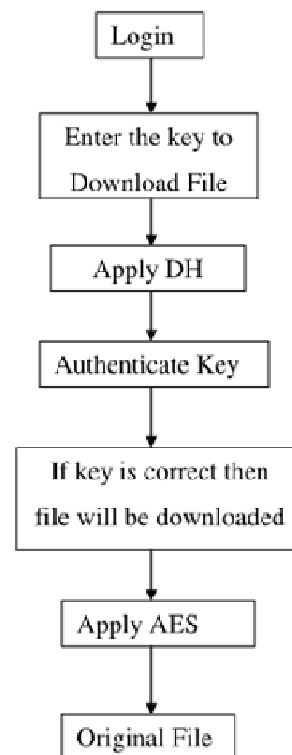 Login
Enter the key to
Download File
Apply DH
Authenticate Key
If key is correct then
file will be downloaded
Apply AES
Original File